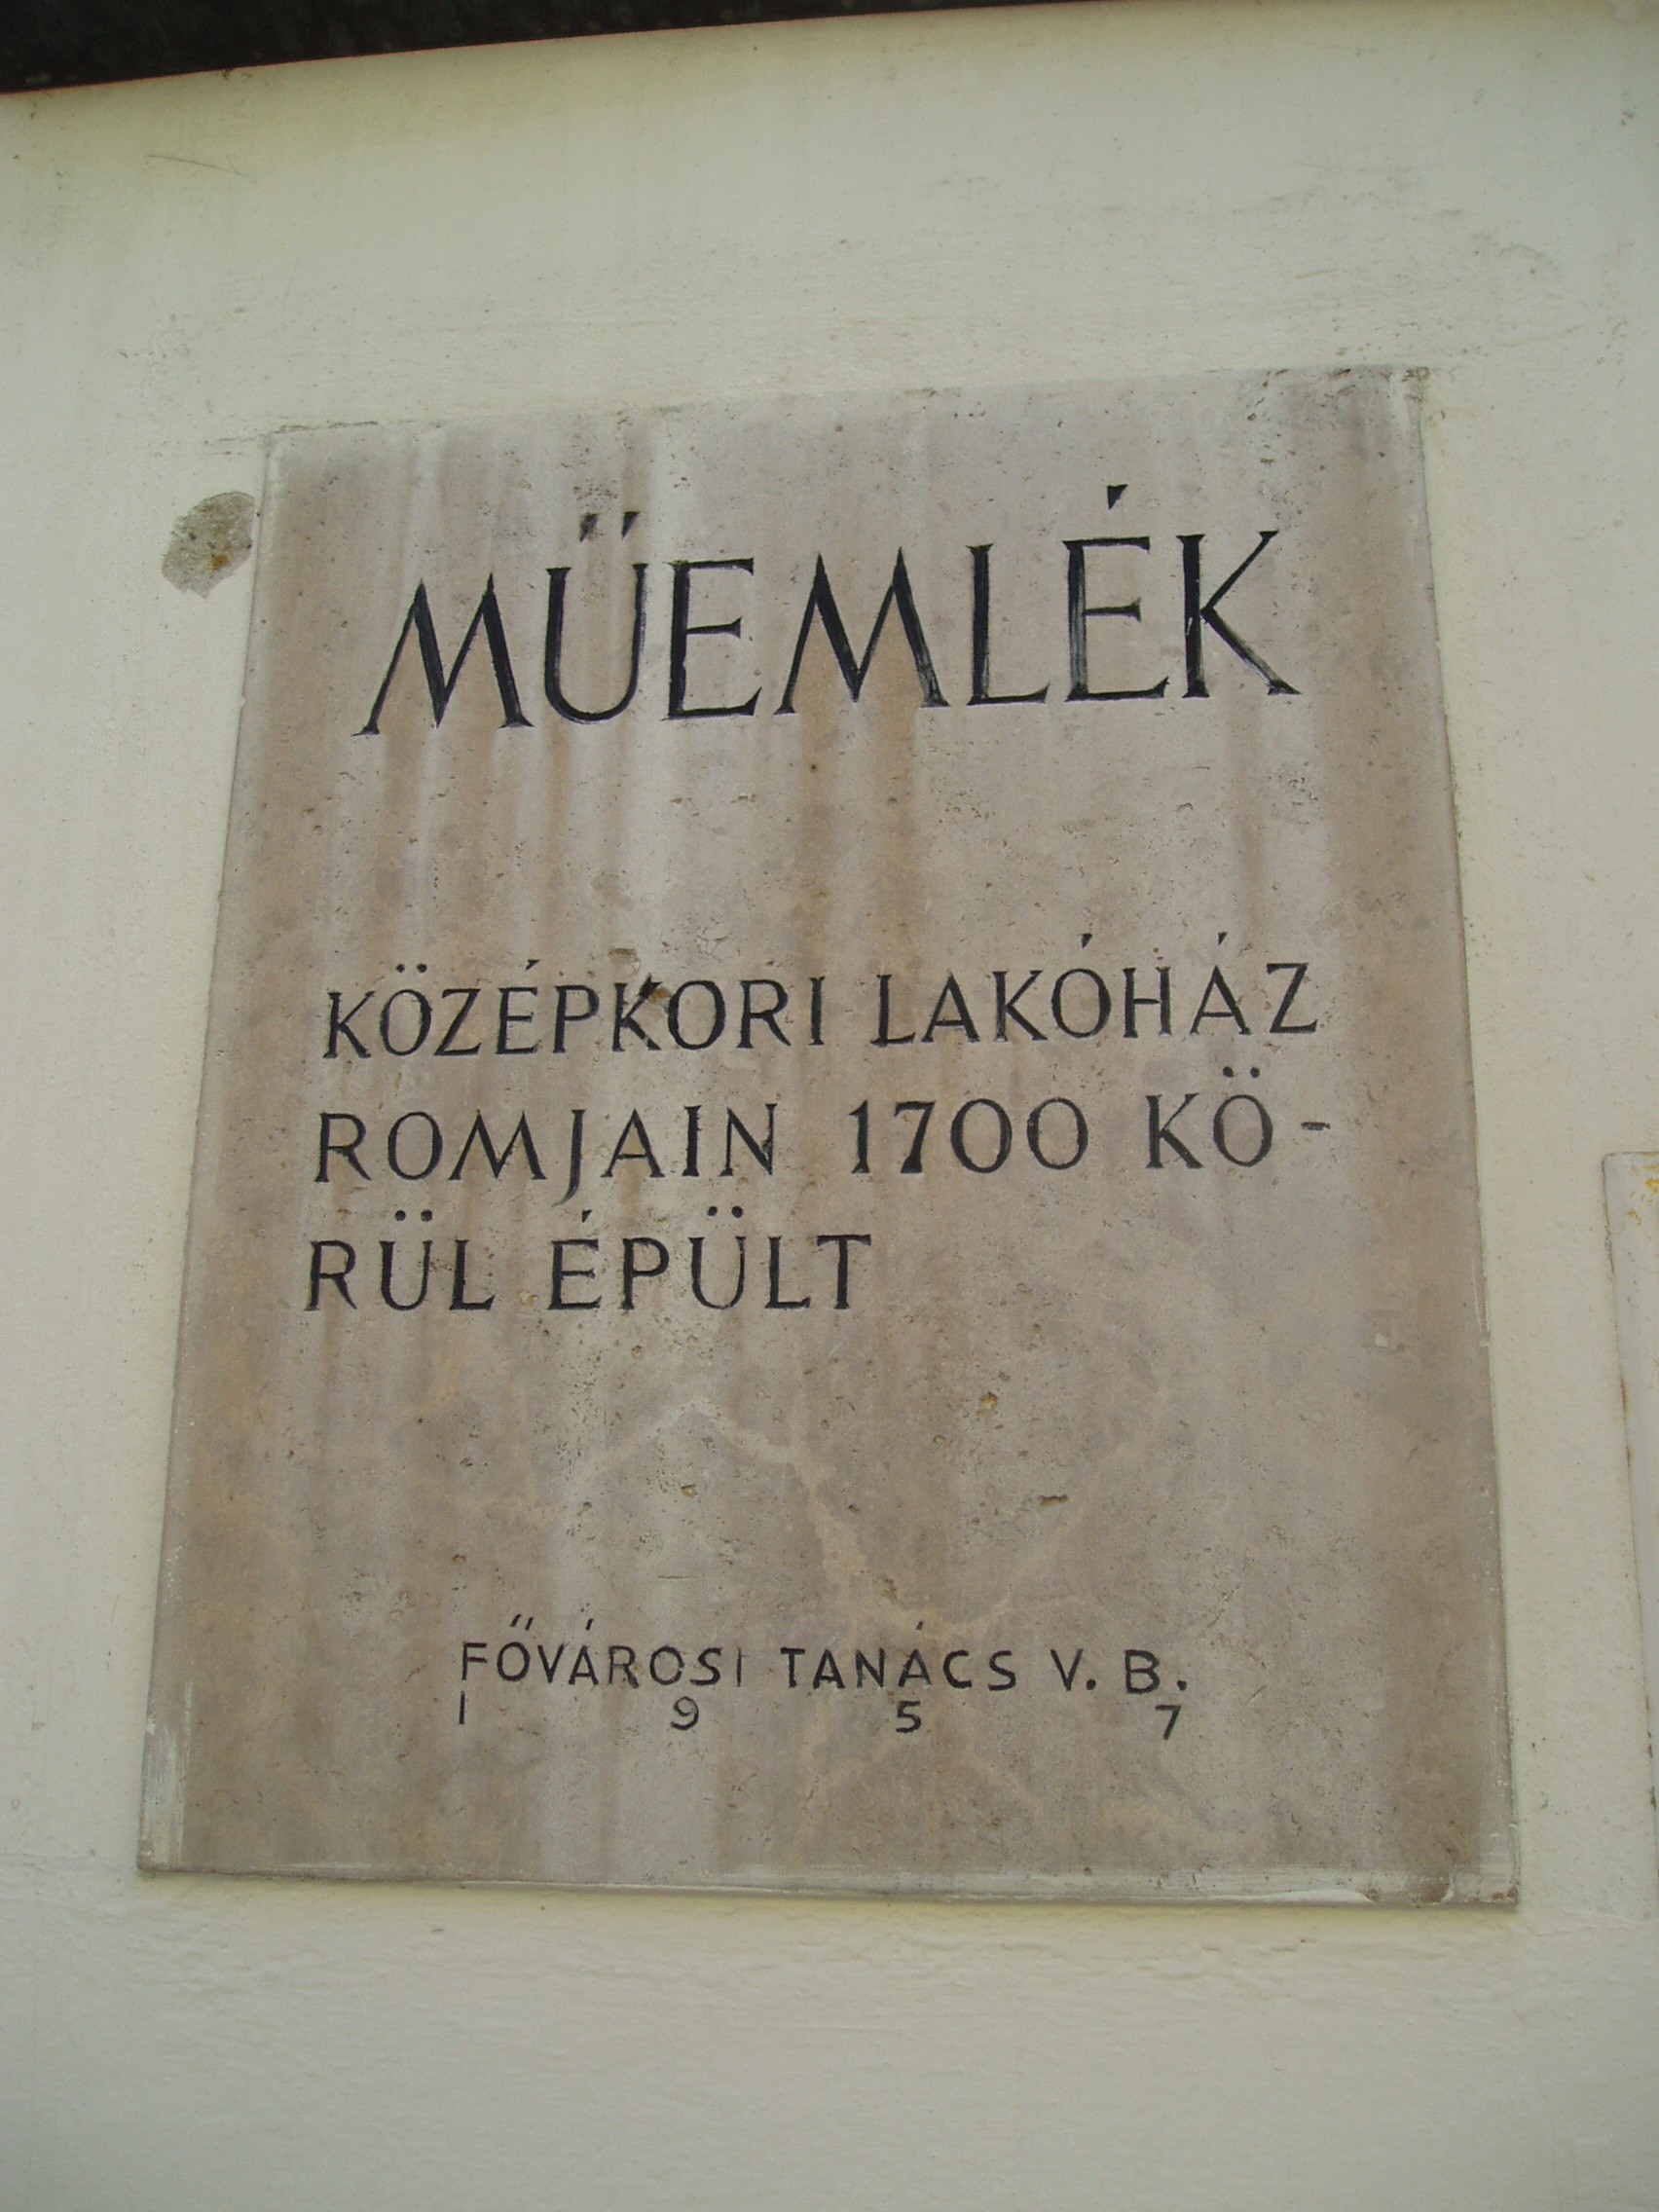 MŰEMLÉK
KÖZÉPKORI LAKÓHÁZ
ROMJAIN 1700 KÖ-
RÜL ÉPÜLT
FŐVÁROSI TANÁCS V. B.
1 9 5 7